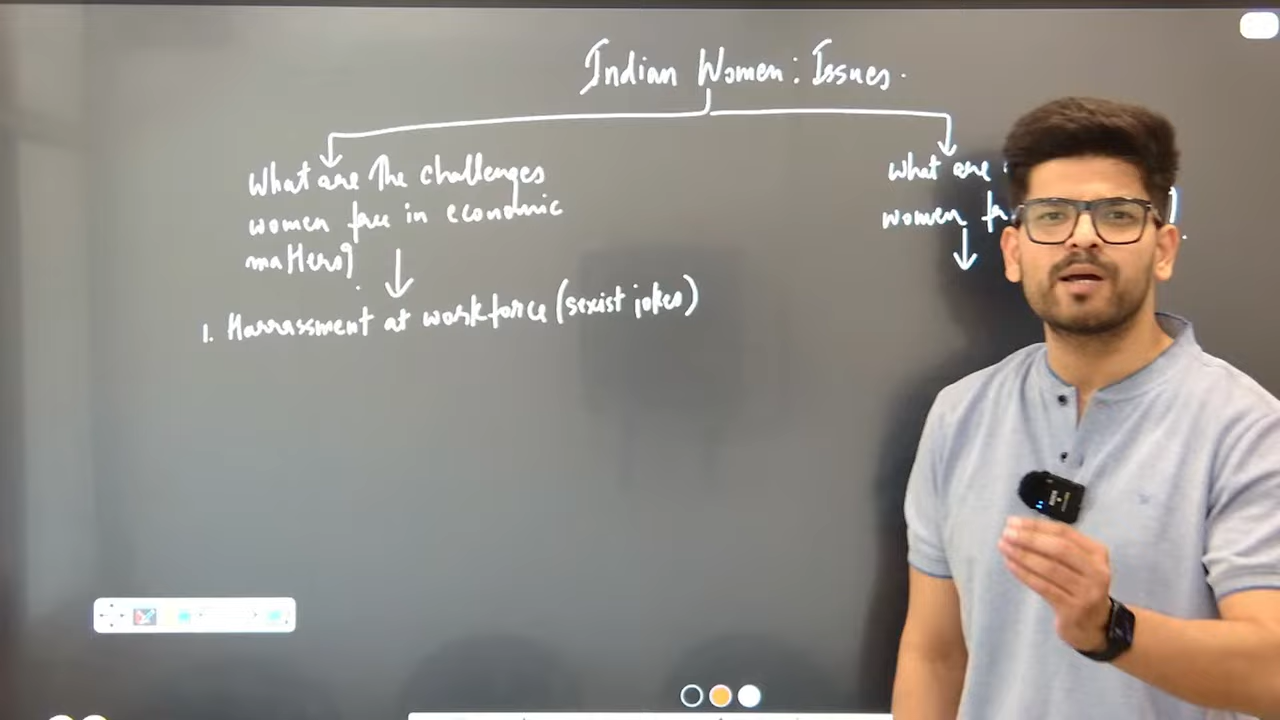 Indian Women: Issues.
What are the challenges
women face in economic
matters?
1. Harrassment at workforce (sexist jokes)
what are
women